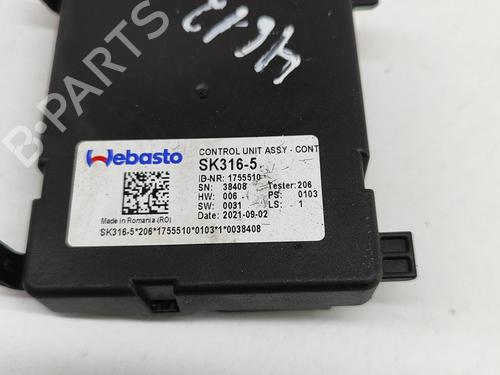 Webasto
CONTROL UNIT ASSY - CONT
SK316-5
ID-NR: 1755510
SN: 38408 Tester: 206
HW: 006 PS: 0103
SW: 0031 LS: 1
Date: 2021-09-02
Made in Romania (RO)
SK316-5*206*1755510*0103*1*0038408
B-PARTS